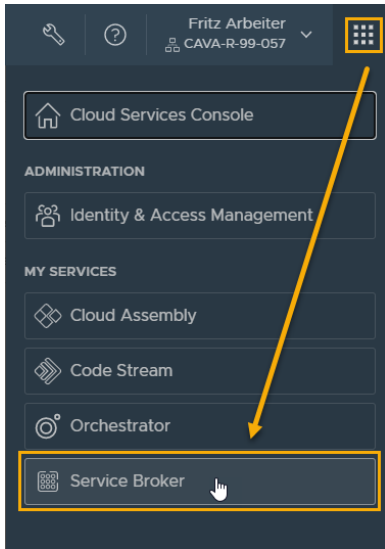 Fritz Arbeiter
CAVA-R-99-057
Cloud Services Console
ADMINISTRATION
Identity & Access Management
MY SERVICES
Cloud Assembly
Code Stream
Orchestrator
Service Broker